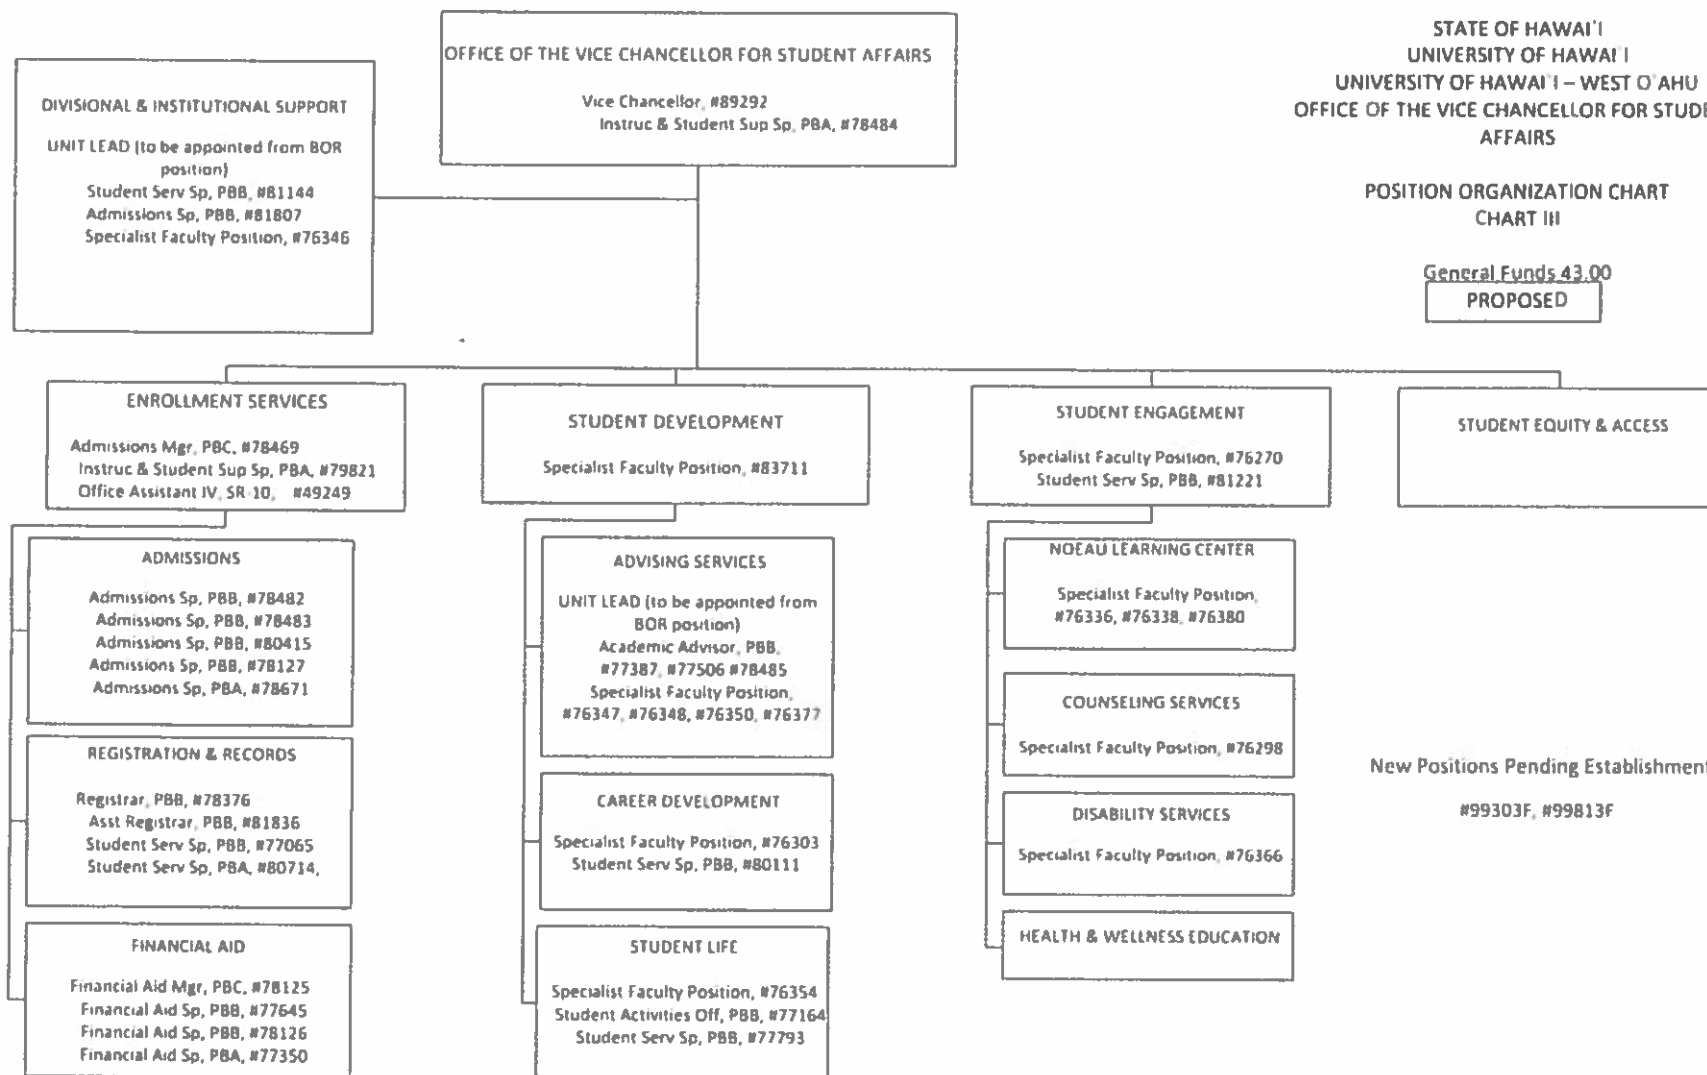 STATE OF HAWAI'I
UNIVERSITY OF HAWAI'I
UNIVERSITY OF HAWAI'I – WEST O'AHU
OFFICE OF THE VICE CHANCELLOR FOR STUDE
AFFAIRS
POSITION ORGANIZATION CHART
CHART III
General Funds 43.00
PROPOSED
OFFICE OF THE VICE CHANCELLOR FOR STUDENT AFFAIRS
Vice Chancellor, #89292
Instruc & Student Sup Sp, PBA, #78484
DIVISIONAL & INSTITUTIONAL SUPPORT
UNIT LEAD (to be appointed from BOR
position)
Student Serv Sp, PBB, #81144
Admissions Sp, PBB, #81807
Specialist Faculty Position, #76346
ENROLLMENT SERVICES
Admissions Mgr, PBC, #78469
Instruc & Student Sup Sp, PBA, #79821
Office Assistant IV, SR-10, #49249
ADMISSIONS
Admissions Sp, PBB, #78482
Admissions Sp, PBB, #78483
Admissions Sp, PBB, #80415
Admissions Sp, PBB, #78127
Admissions Sp, PBA, #78671
REGISTRATION & RECORDS
Registrar, PBB, #78376
Asst Registrar, PBB, #81836
Student Serv Sp, PBB, #77065
Student Serv Sp, PBA, #80714,
FINANCIAL AID
Financial Aid Mgr, PBC, #78125
Financial Aid Sp, PBB, #77645
Financial Aid Sp, PBB, #78126
Financial Aid Sp, PBA, #77350
STUDENT DEVELOPMENT
Specialist Faculty Position, #83711
ADVISING SERVICES
UNIT LEAD (to be appointed from
BOR position)
Academic Advisor, PBB,
#77387, #77506 #78485
Specialist Faculty Position,
#76347, #76348, #76350, #76377
CAREER DEVELOPMENT
Specialist Faculty Position, #76303
Student Serv Sp, PBB, #80111
STUDENT LIFE
Specialist Faculty Position, #76354
Student Activities Off, PBB, #77164
Student Serv Sp, PBB, #77793
STUDENT ENGAGEMENT
Specialist Faculty Position, #76270
Student Serv Sp, PBB, #81221
NOEAU LEARNING CENTER
Specialist Faculty Position,
#76336, #76338, #76380
COUNSELING SERVICES
Specialist Faculty Position, #76298
DISABILITY SERVICES
Specialist Faculty Position, #76366
HEALTH & WELLNESS EDUCATION
STUDENT EQUITY & ACCESS
New Positions Pending Establishment
#99303F, #99813F